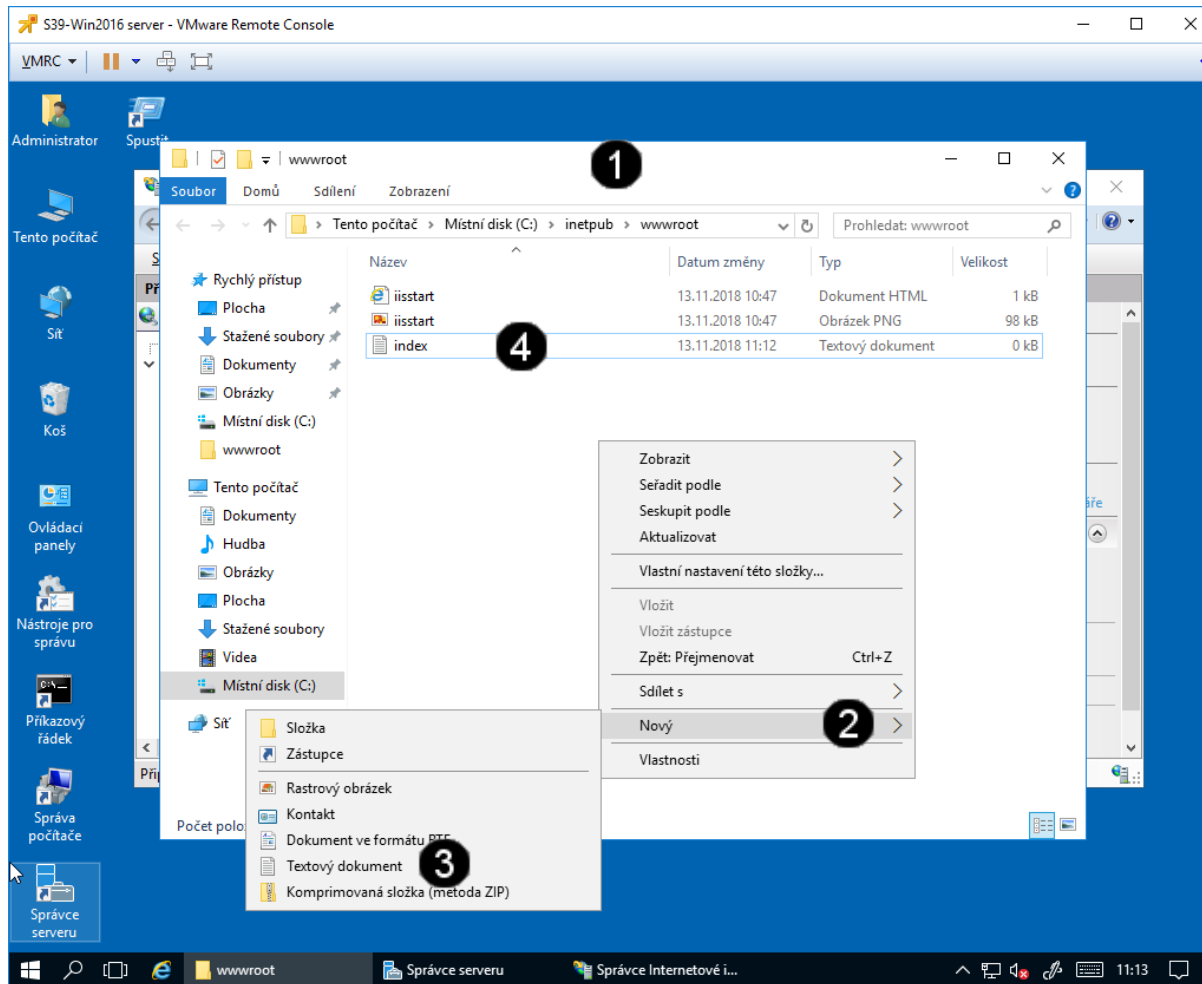 S39-Win2016 server - VMware Remote Console
VMRC
Administrator
Spustit
wwwroot
1
Soubor Domů Sdílení Zobrazení
Tento počítač
Tento počítač Místní disk (C:) inetpub wwwroot
Prohledat: wwwroot
Název Datum změny Typ Velikost
Rychlý přístup
Plocha
Stažené soubory
Dokumenty
Obrázky
Místní disk (C:)
wwwroot
Tento počítač
Dokumenty
Hudba
Obrázky
Plocha
Stažené soubory
Videa
Místní disk (C:)
Síť
iisstart 13.11.2018 10:47 Dokument HTML 1 kB
iisstart 13.11.2018 10:47 Obrázek PNG 98 kB
index 13.11.2018 11:12 Textový dokument 0 kB
4
Síť
Koš
Ovládací
panely
Nástroje pro
správu
Příkazový
řádek
Správa
počítače
Správce
serveru
Zobrazit
Seřadit podle
Seskupit podle
Aktualizovat
Vlastní nastavení této složky...
Vložit
Vložit zástupce
Zpět: Přejmenovat Ctrl+Z
Sdílet s
Nový
2
Vlastnosti
Složka
Zástupce
Rastrový obrázek
Kontakt
Dokument ve formátu RTF
Textový dokument
3
Komprimovaná složka (metoda ZIP)
wwwroot
Správce serveru
Správce Internetové i...
11:13